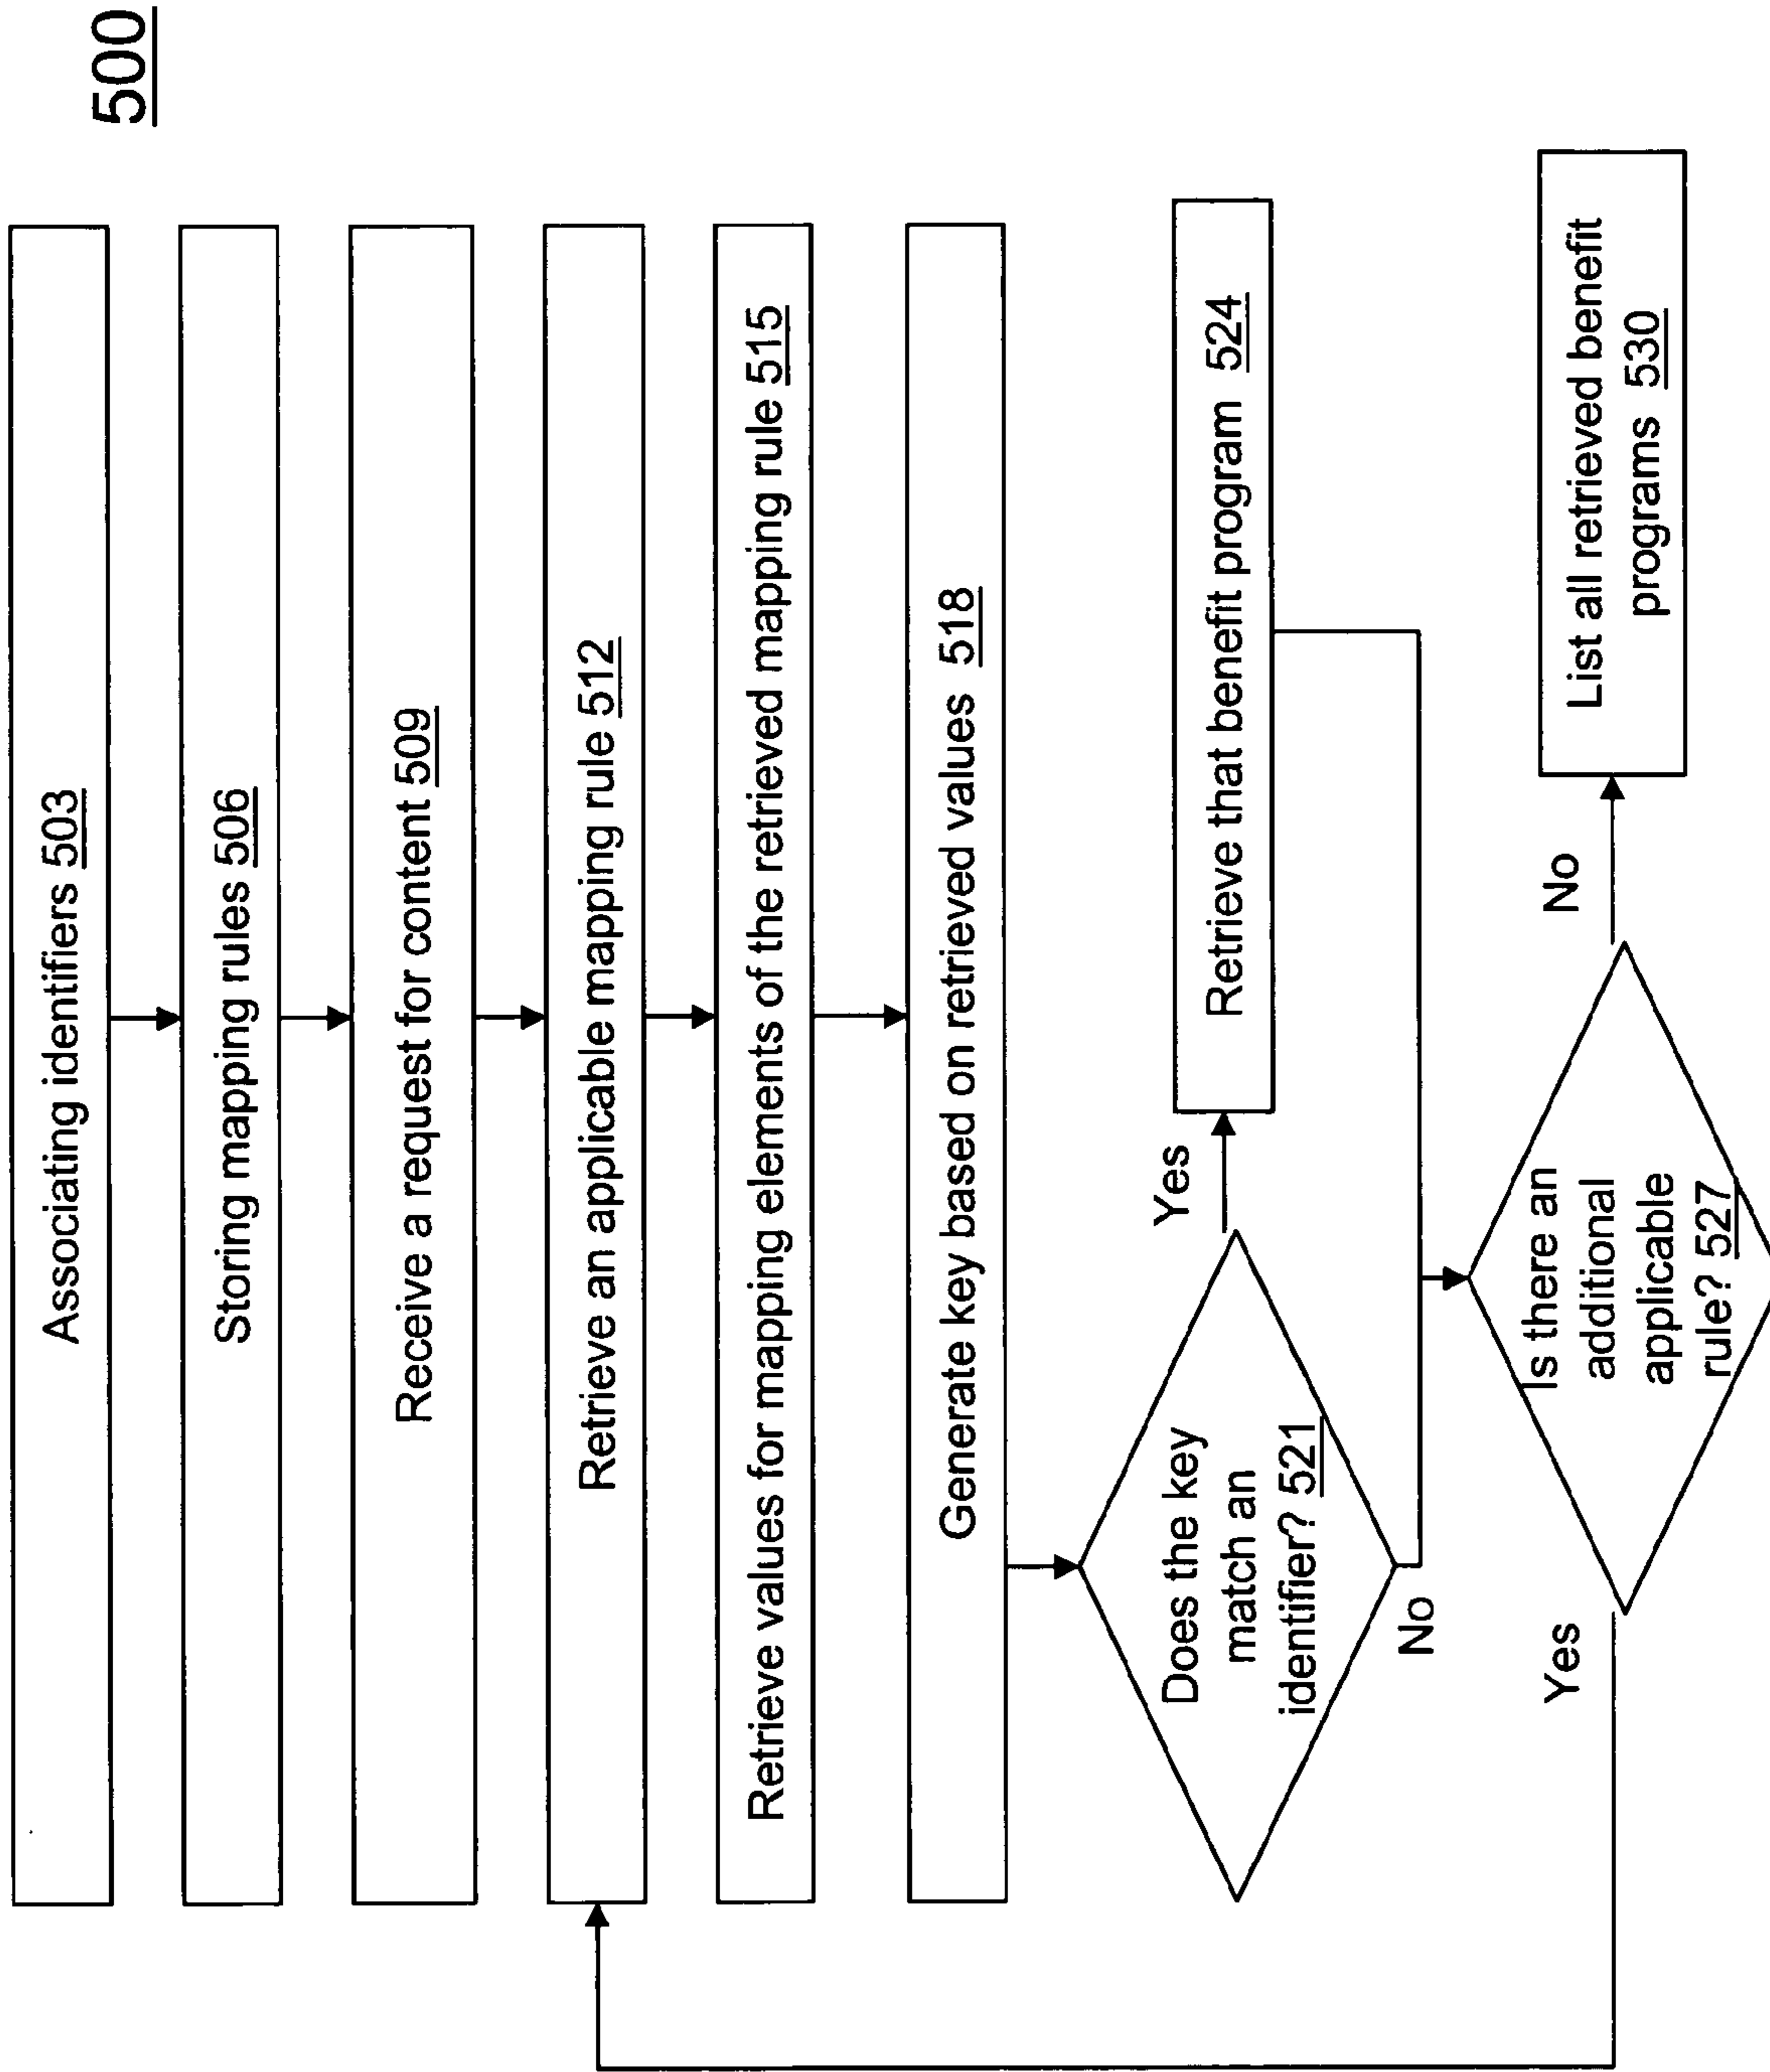 500
Associating identifiers 503
Storing mapping rules 506
Receive a request for content 509
Retrieve an applicable mapping rule 512
Retrieve values for mapping elements of the retrieved mapping rule 515
Generate key based on retrieved values 518
Does the key
match an
identifier? 521
Yes
Retrieve that benefit program 524
No
Is there an
additional
applicable
rule? 527
Yes
No
List all retrieved benefit
programs 530